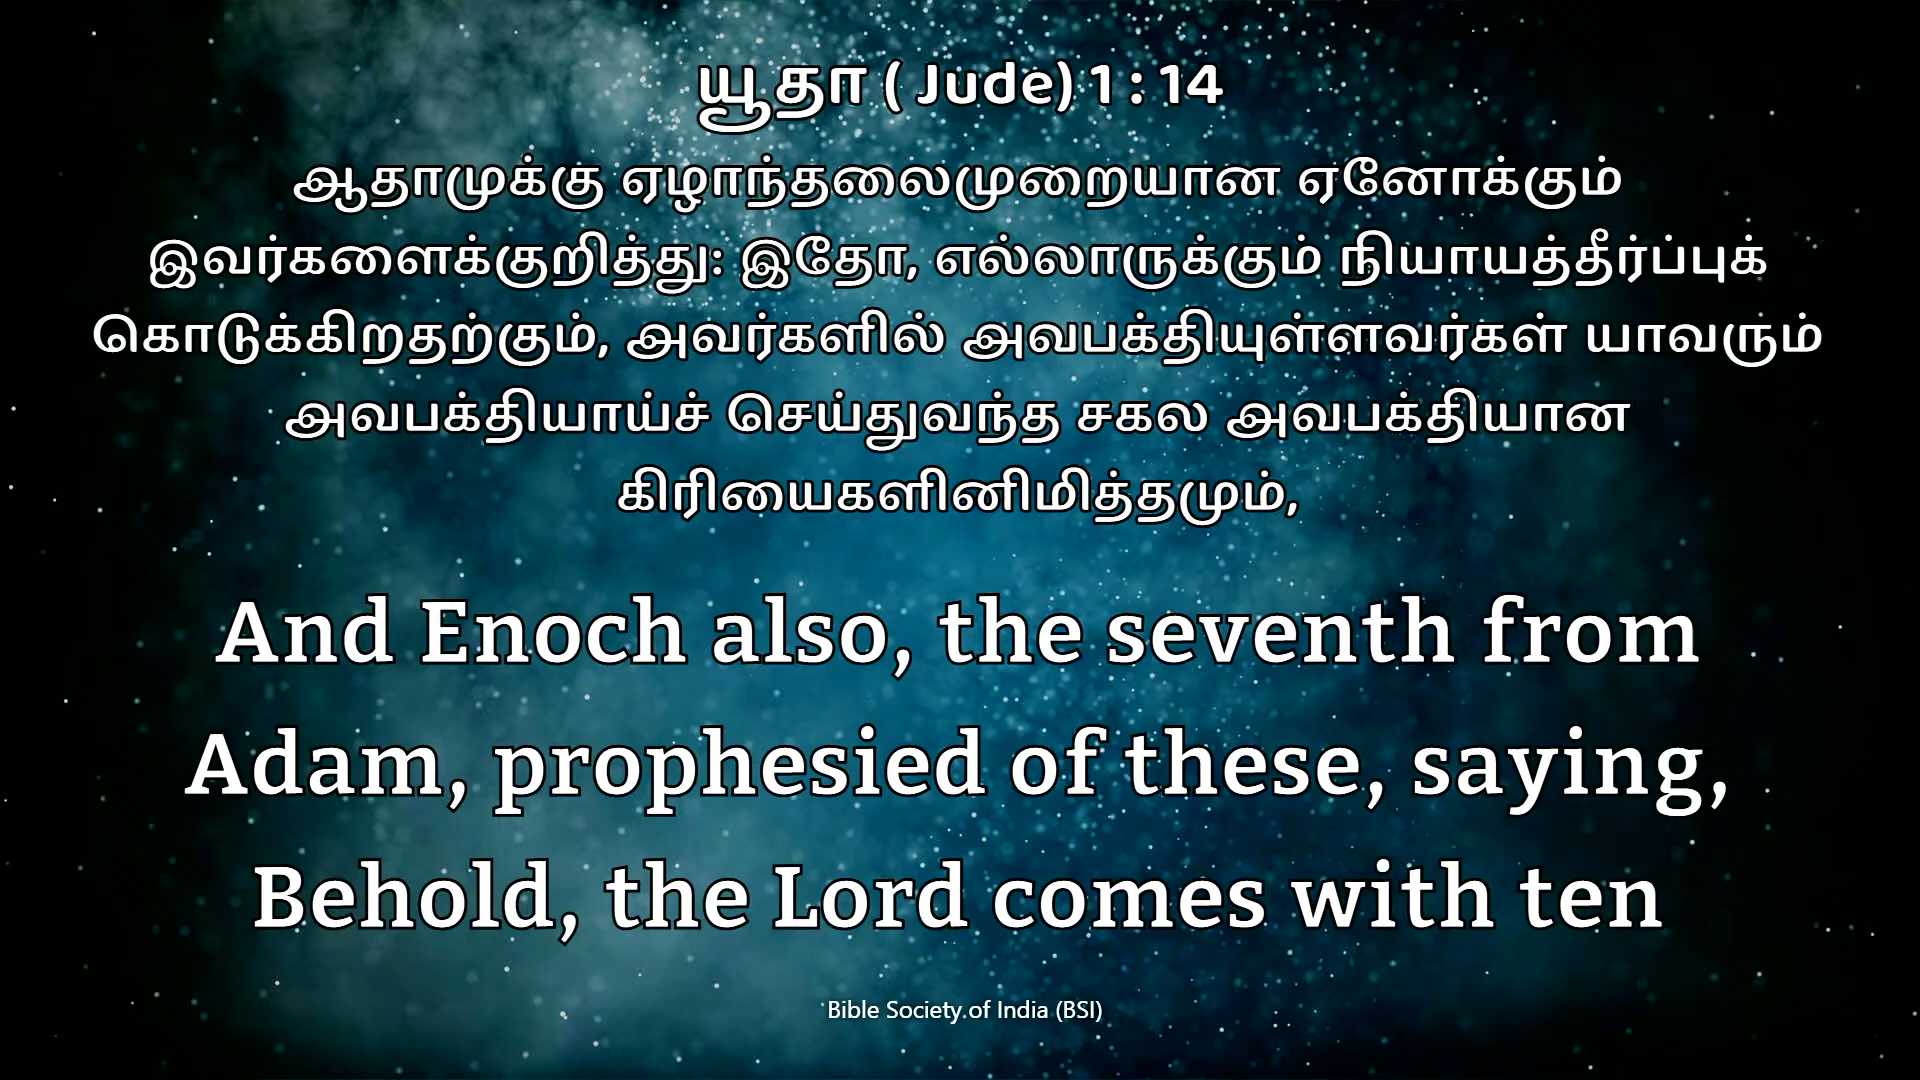 யூதா ( Jude) 1 : 14
ஆதாமுக்கு ஏழாந்தலைமுறையான ஏனோக்கும்
இவர்களைக்குறித்து: இதோ, எல்லாருக்கும் நியாயத்தீர்ப்புக்
கொடுக்கிறதற்கும், அவர்களில் அவபக்தியுள்ளவர்கள் யாவரும்
அவபக்தியாய்ச் செய்துவந்த சகல அவபக்தியான
கிரியைகளினிமித்தமும்,
And Enoch also, the seventh from
Adam, prophesied of these, saying,
Behold, the Lord comes with ten
Bible Society of India (BSI)